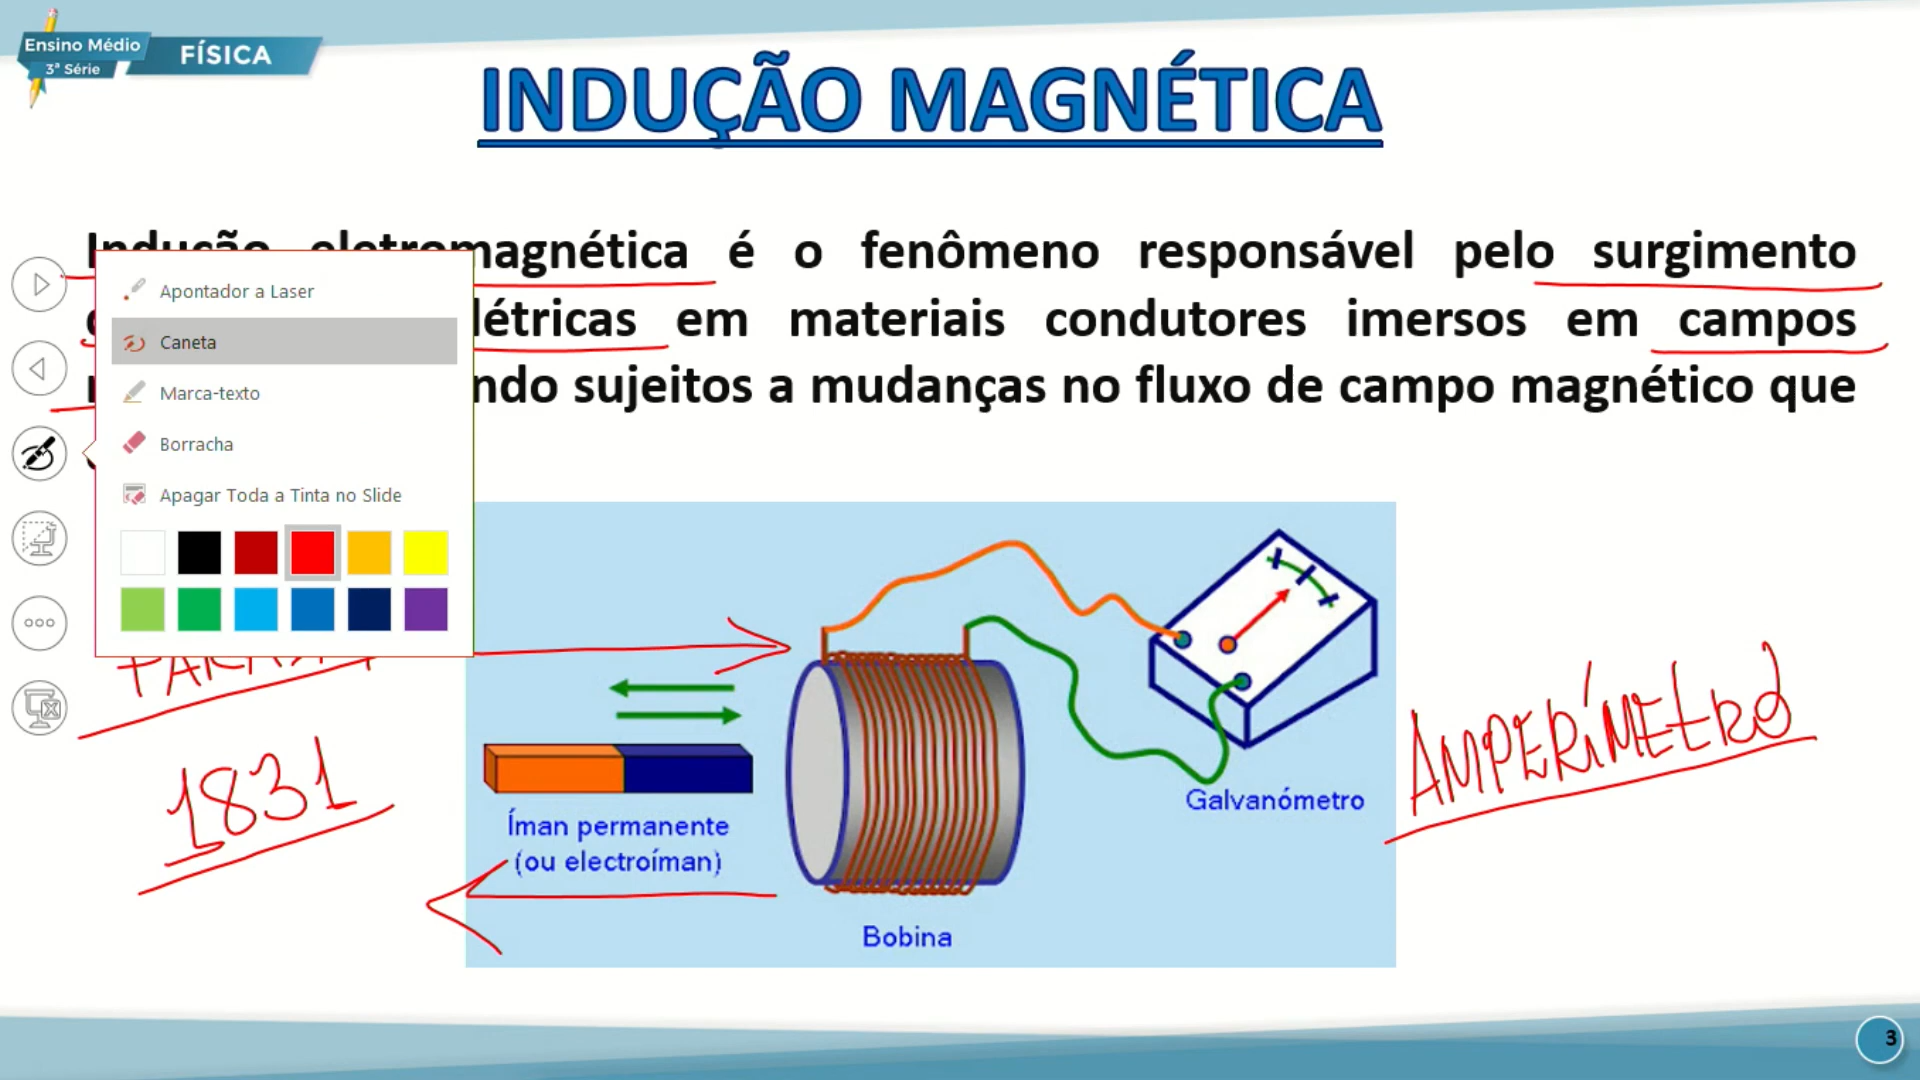 Ensino Médio
3ª Série
FÍSICA
INDUÇÃO MAGNÉTICA
Indução eletromagnética é o fenômeno responsável pelo surgimento
létricas em materiais condutores imersos em campos
ndo sujeitos a mudanças no fluxo de campo magnético que
Apontador a Laser
Caneta
Marca-texto
Borracha
Apagar Toda a Tinta no Slide
1831
AMPERÍMETRO
Íman permanente
(ou electroíman)
Galvanómetro
Bobina
3